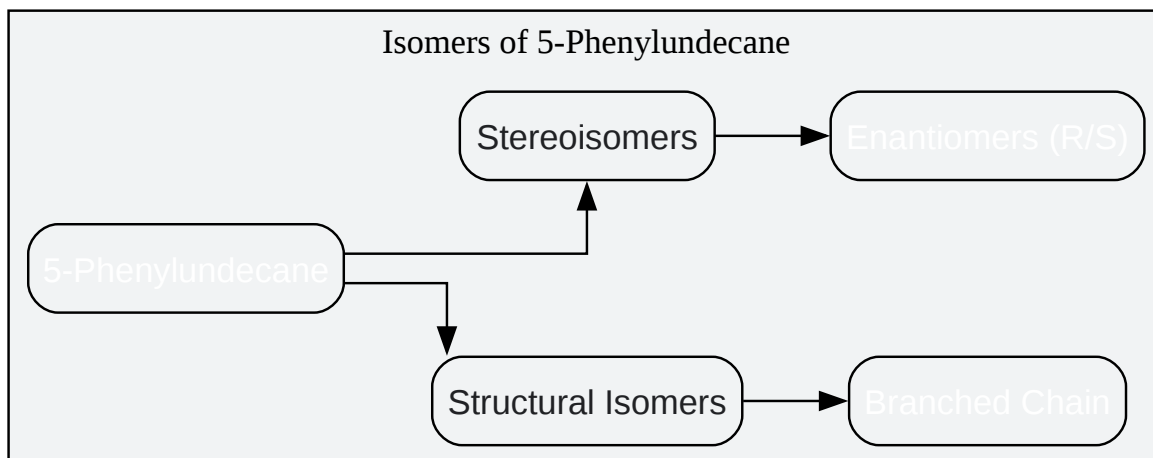 Isomers of 5-Phenylundecane
Stereoisomers
Enantiomers (R/S)
5-Phenylundecane
Structural Isomers
Branched Chain